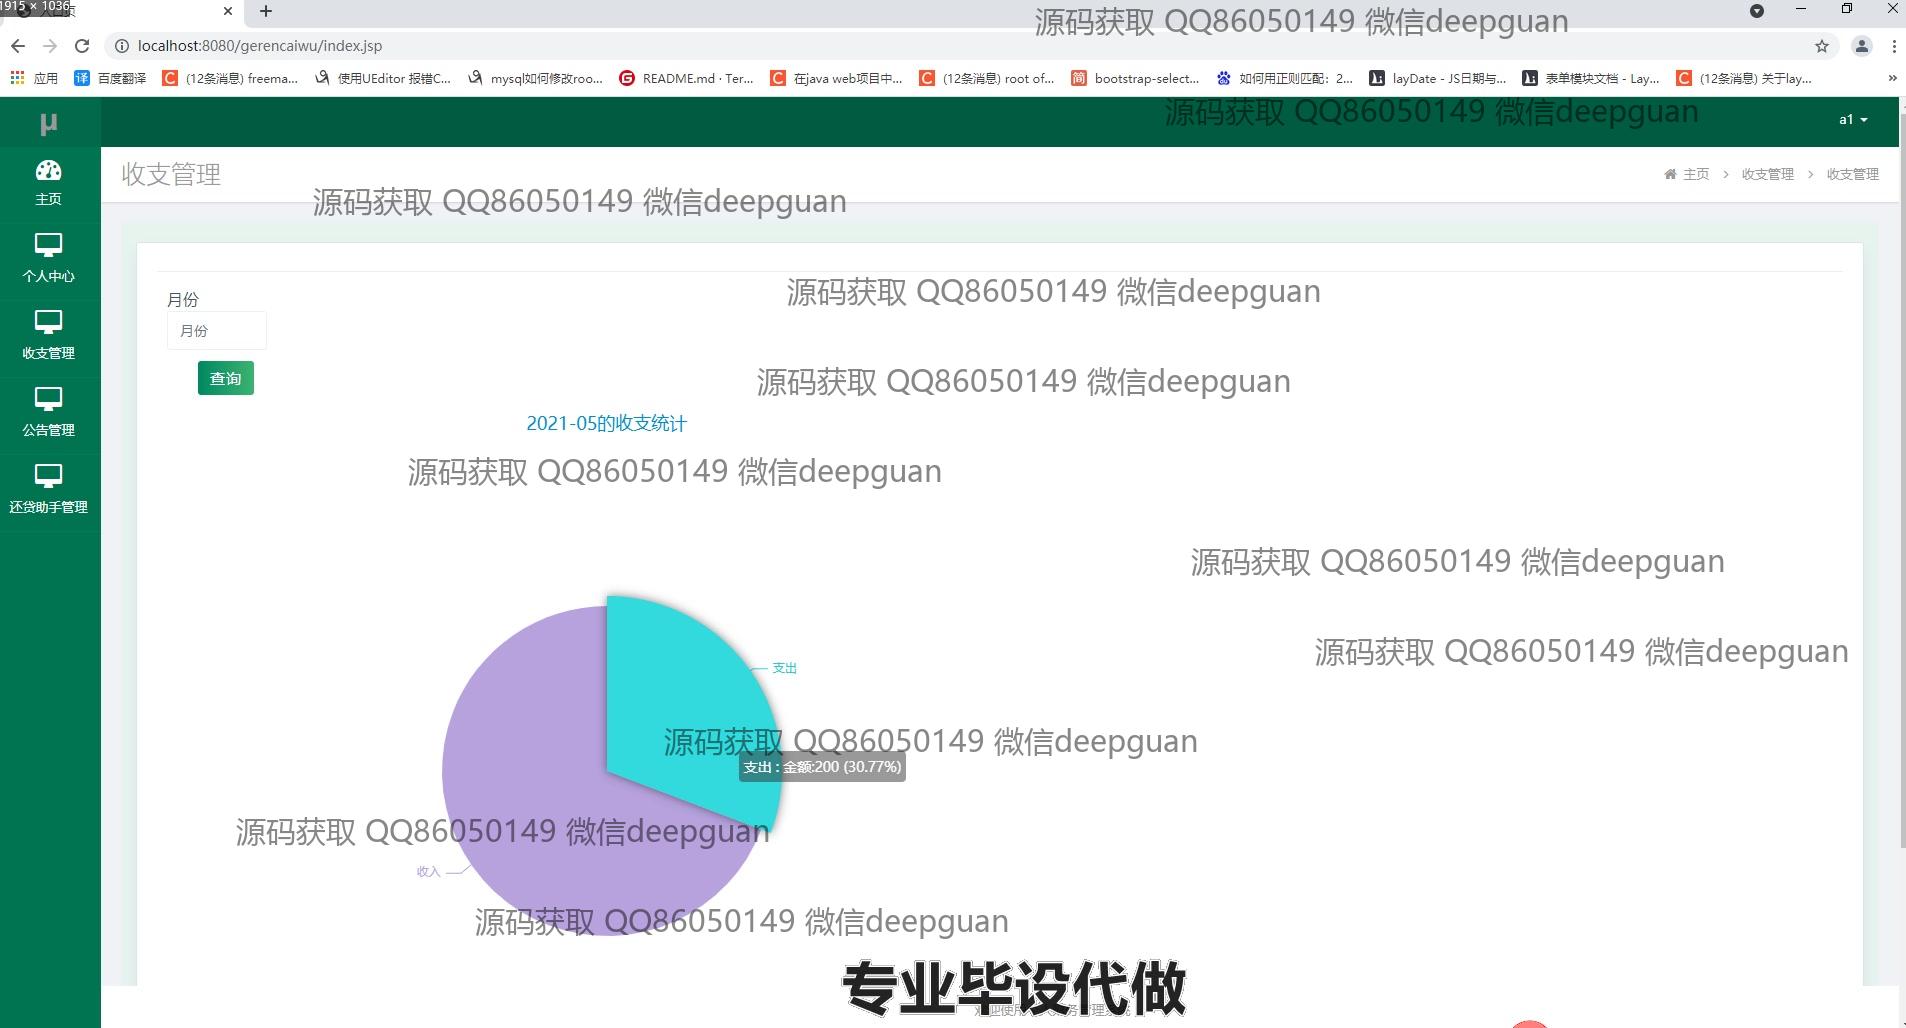 1915 × 1036
localhost:8080/gerencaiwu/index.jsp
应用 百度翻译 (12条消息) freema... 使用UEditor 报错C... mysql如何修改roo... README.md · Ter... 在java web项目中... (12条消息) root of... bootstrap-select... 如何用正则匹配：2... layDate - JS日期与... 表单模块文档 - Lay... (12条消息) 关于lay...
源码获取 QQ86050149 微信deepguan
源码获取 QQ86050149 微信deepguan
μ
a1
主页
个人中心
收支管理
公告管理
还贷助手管理
收支管理
主页 > 收支管理 > 收支管理
源码获取 QQ86050149 微信deepguan
月份
月份
查询
源码获取 QQ86050149 微信deepguan
源码获取 QQ86050149 微信deepguan
2021-05的收支统计
源码获取 QQ86050149 微信deepguan
源码获取 QQ86050149 微信deepguan
源码获取 QQ86050149 微信deepguan
支出
源码获取 QQ86050149 微信deepguan
支出 : 金额:200 (30.77%)
源码获取 QQ86050149 微信deepguan
收入
源码获取 QQ86050149 微信deepguan
专业毕设代做